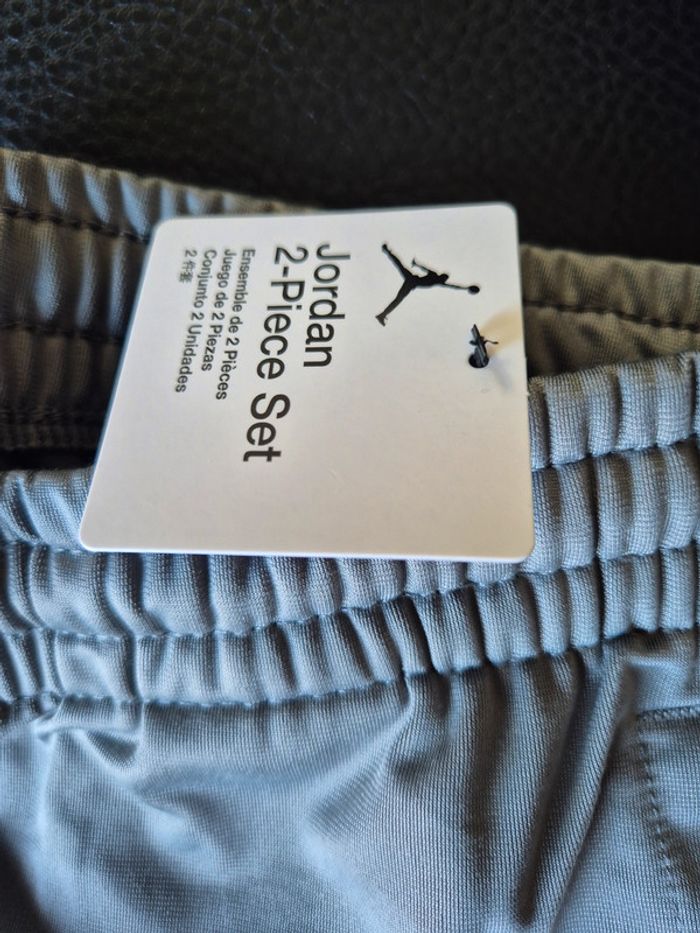 Jordan
2-Piece Set
Ensemble de 2 Pièces
Juego de 2 Piezas
Conjunto 2 Unidades
2 件套